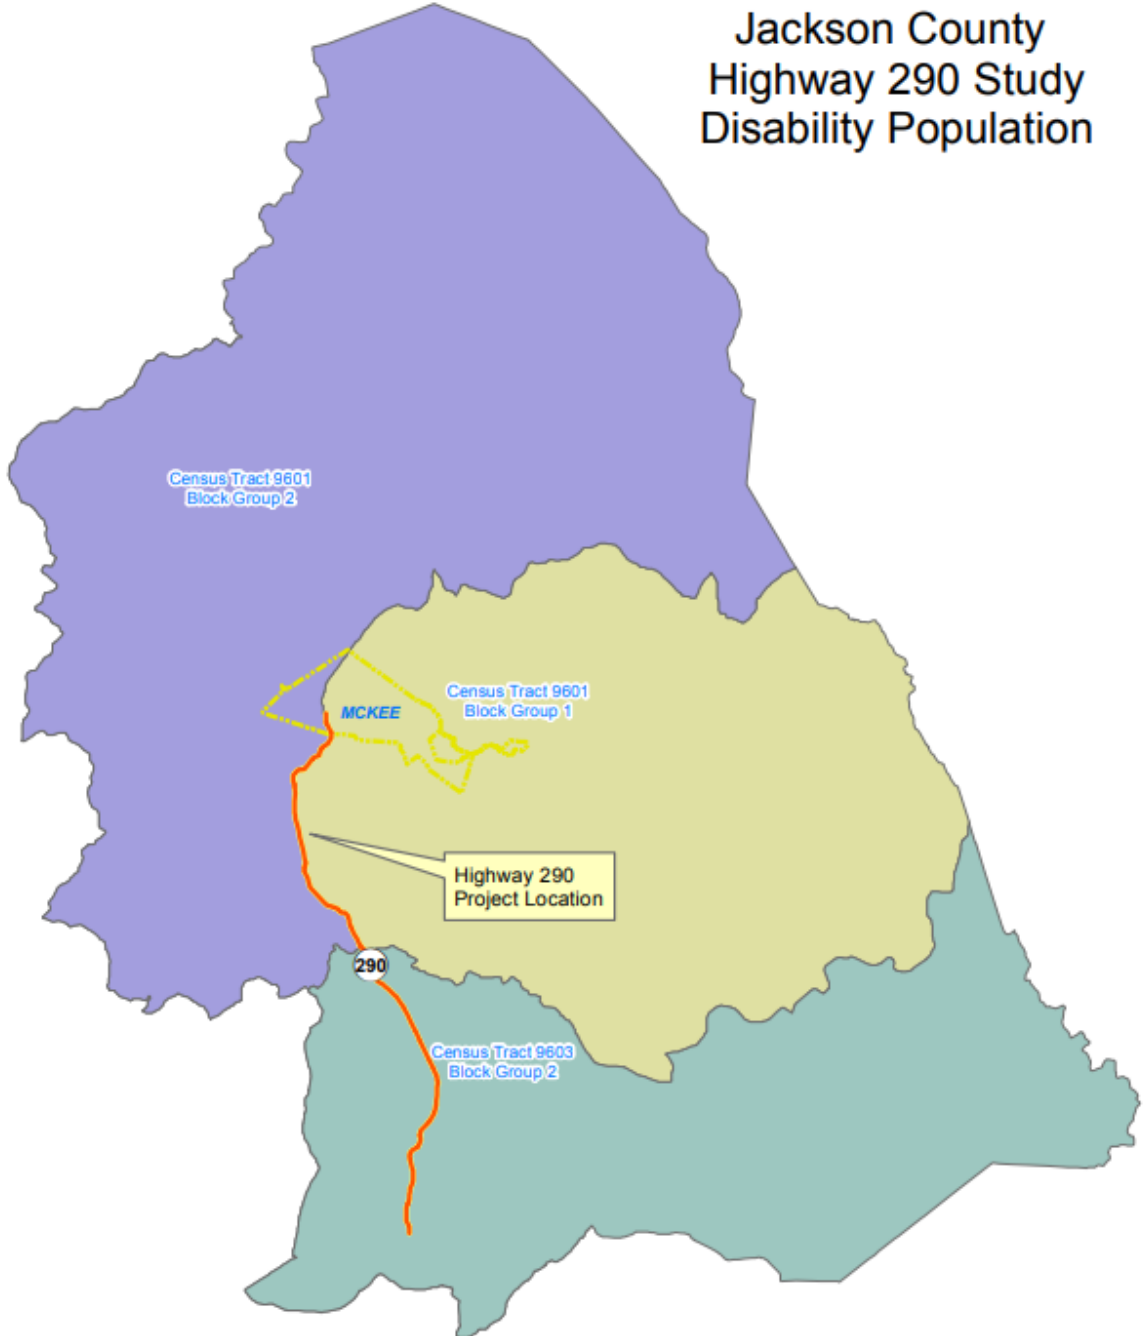 Jackson County
Highway 290 Study
Disability Population
Census Tract 9601
Block Group 2
Census Tract 9601
Block Group 1
MCKEE
Highway 290
Project Location
290
Census Tract 9603
Block Group 2